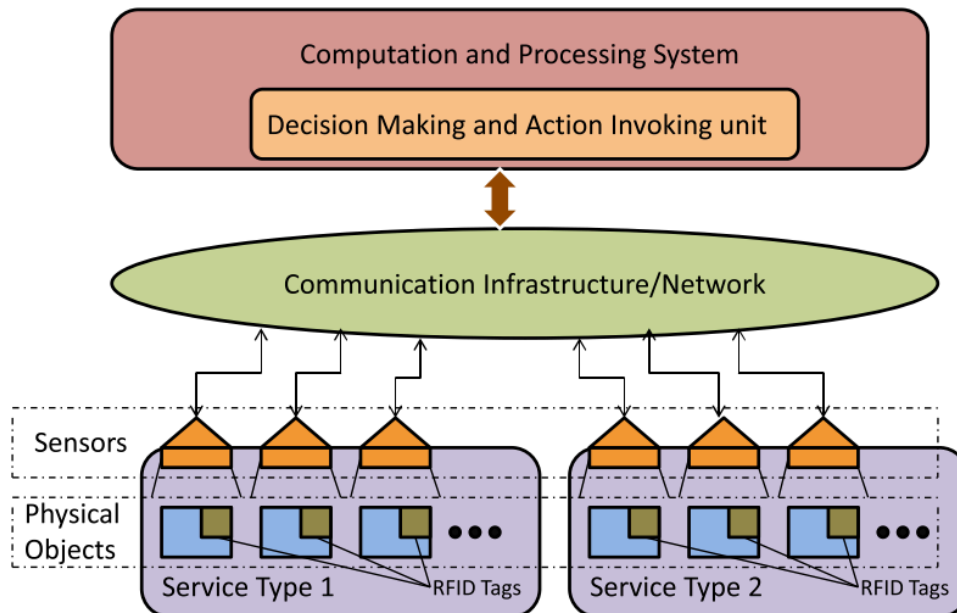 Computation and Processing System
Decision Making and Action Invoking unit
Communication Infrastructure/Network
Sensors
Physical
Objects
Service Type 1
RFID Tags
Service Type 2
RFID Tags